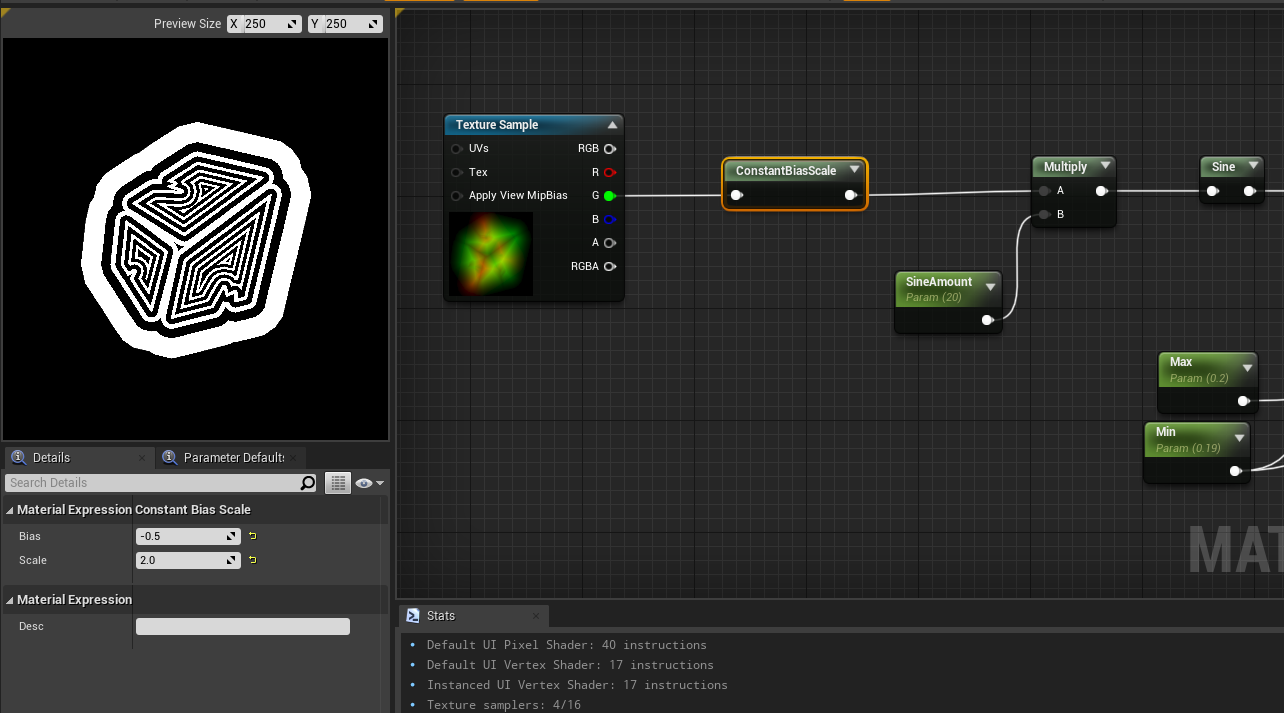 Preview Size X 250 Y 250
Texture Sample
UVs RGB
Tex R
Apply View MipBias G
B
A
RGBA
ConstantBiasScale
Multiply
A
B
Sine
SineAmount
Param (20)
Max
Param (0.2)
Min
Param (0.19)
MAT
Details Parameter Defaults
Search Details
Material Expression Constant Bias Scale
Bias -0.5
Scale 2.0
Material Expression
Desc
Stats
Default UI Pixel Shader: 40 instructions
Default UI Vertex Shader: 17 instructions
Instanced UI Vertex Shader: 17 instructions
Texture samplers: 4/16